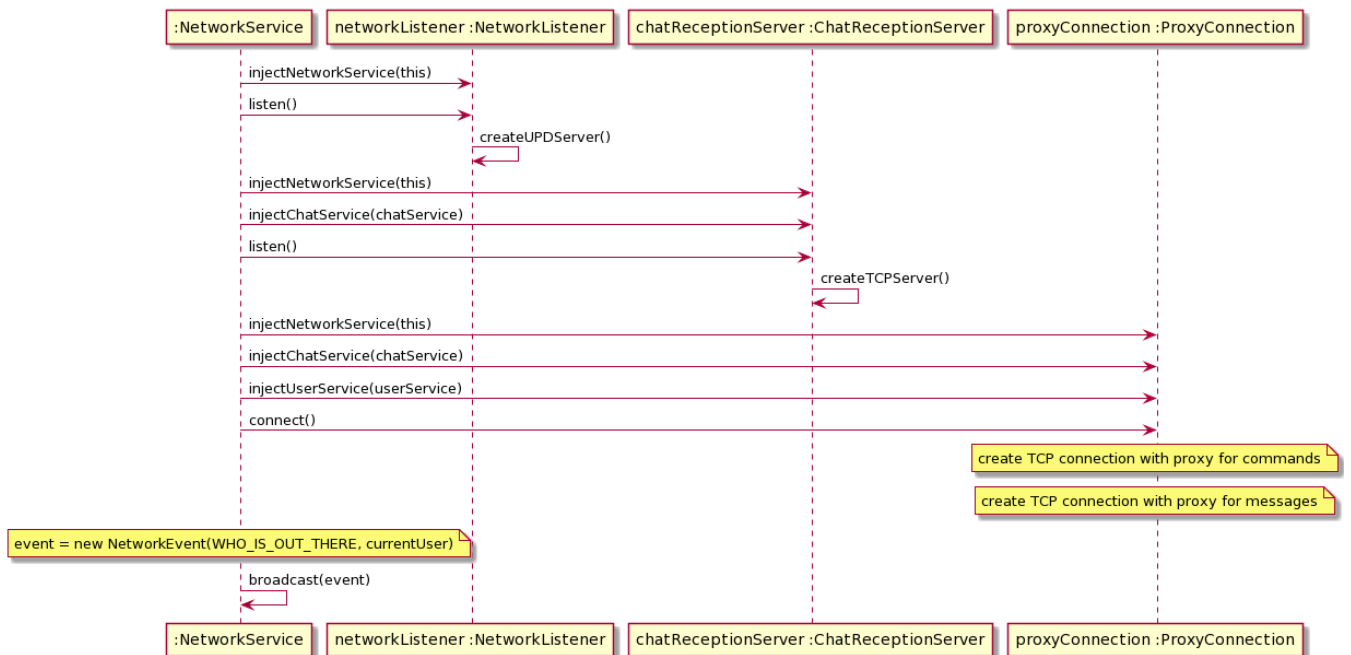 :NetworkService
networkListener :NetworkListener
chatReceptionServer :ChatReceptionServer
proxyConnection :ProxyConnection
injectNetworkService(this)
listen()
createUPDServer()
injectNetworkService(this)
injectChatService(chatService)
listen()
createTCPServer()
injectNetworkService(this)
injectChatService(chatService)
injectUserService(userService)
connect()
create TCP connection with proxy for commands
create TCP connection with proxy for messages
event = new NetworkEvent(WHO_IS_OUT_THERE, currentUser)
broadcast(event)
:NetworkService
networkListener :NetworkListener
chatReceptionServer :ChatReceptionServer
proxyConnection :ProxyConnection